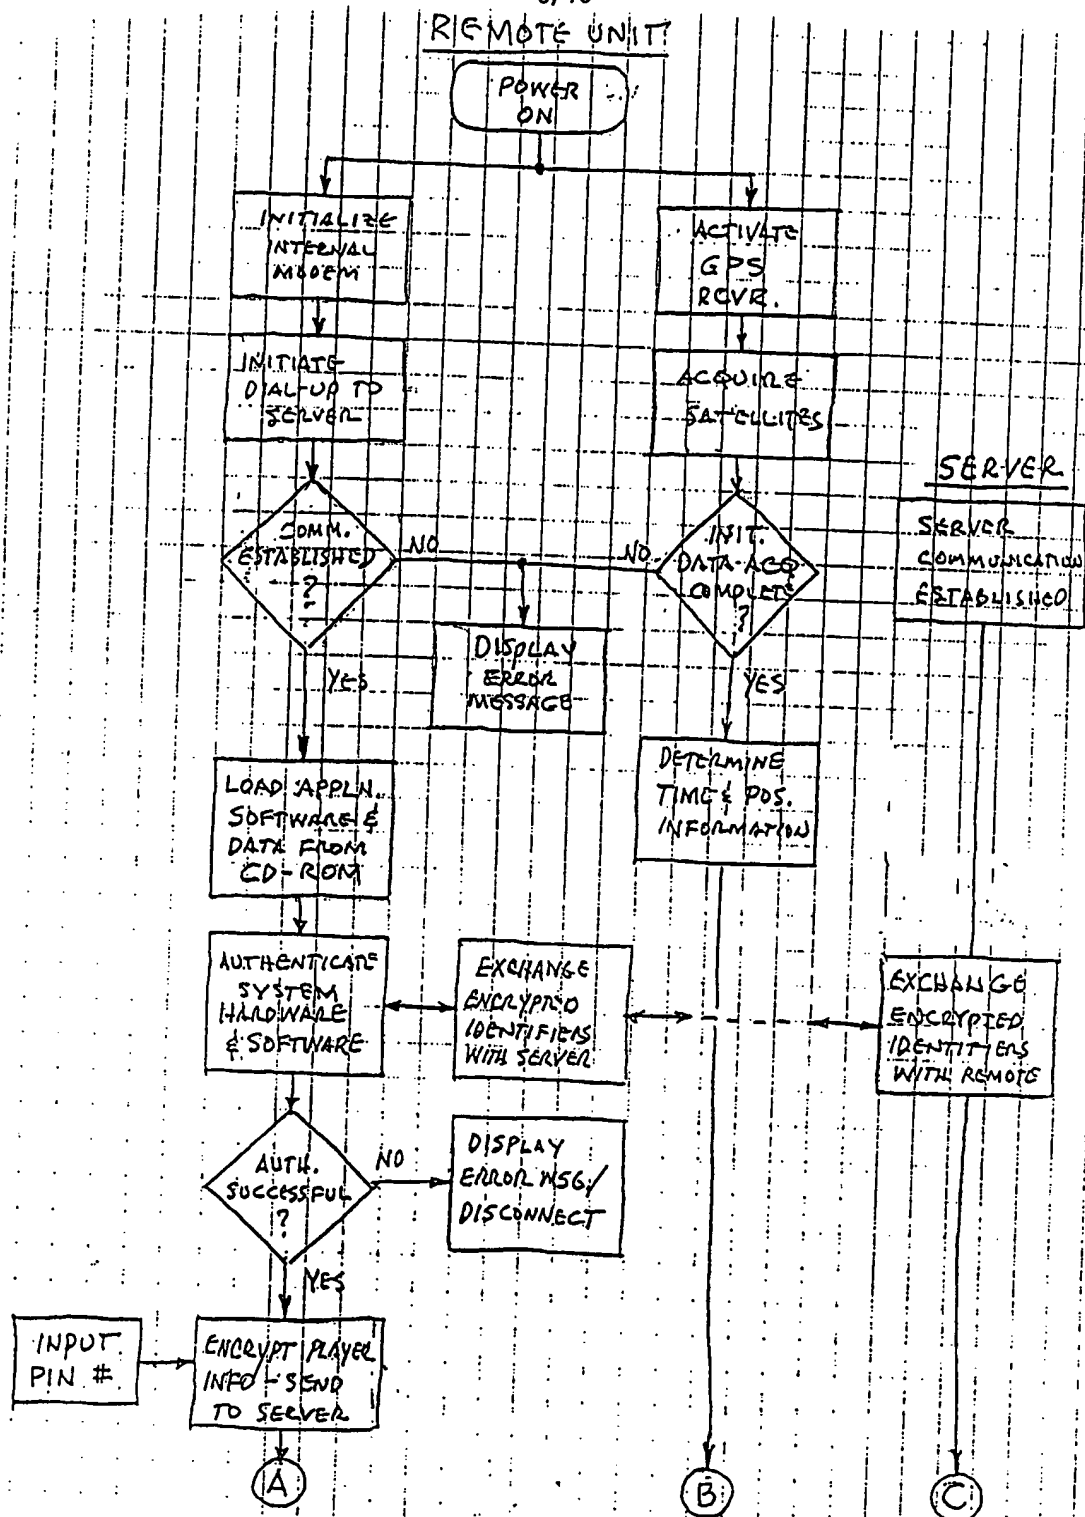 REMOTE UNIT
POWER
ON
INITIALIZE
INTERNAL
MODEM
ACTIVATE
GPS
RCVR.
INITIATE
DIAL-UP TO
SERVER
ACQUIRE
SATELLITES
SERVER
COMM.
ESTABLISHED
?
NO
NO
INIT.
DATA-ACQ
COMPLETE
?
SERVER
COMMUNICATION
ESTABLISHED
DISPLAY
ERROR
MESSAGE
YES
YES
LOAD APPLN.
SOFTWARE &
DATA FROM
CD-ROM
DETERMINE
TIME & POS.
INFORMATION
AUTHENTICATE
SYSTEM
HARDWARE
& SOFTWARE
EXCHANGE
ENCRYPTED
IDENTIFIERS
WITH SERVER
EXCHANGE
ENCRYPTED
IDENTIFIERS
WITH REMOTE
AUTH.
SUCCESSFUL
?
NO
DISPLAY
ERROR MSG/
DISCONNECT
YES
INPUT
PIN #
ENCRYPT PLAYER
INFO - SEND
TO SERVER
A
B
C